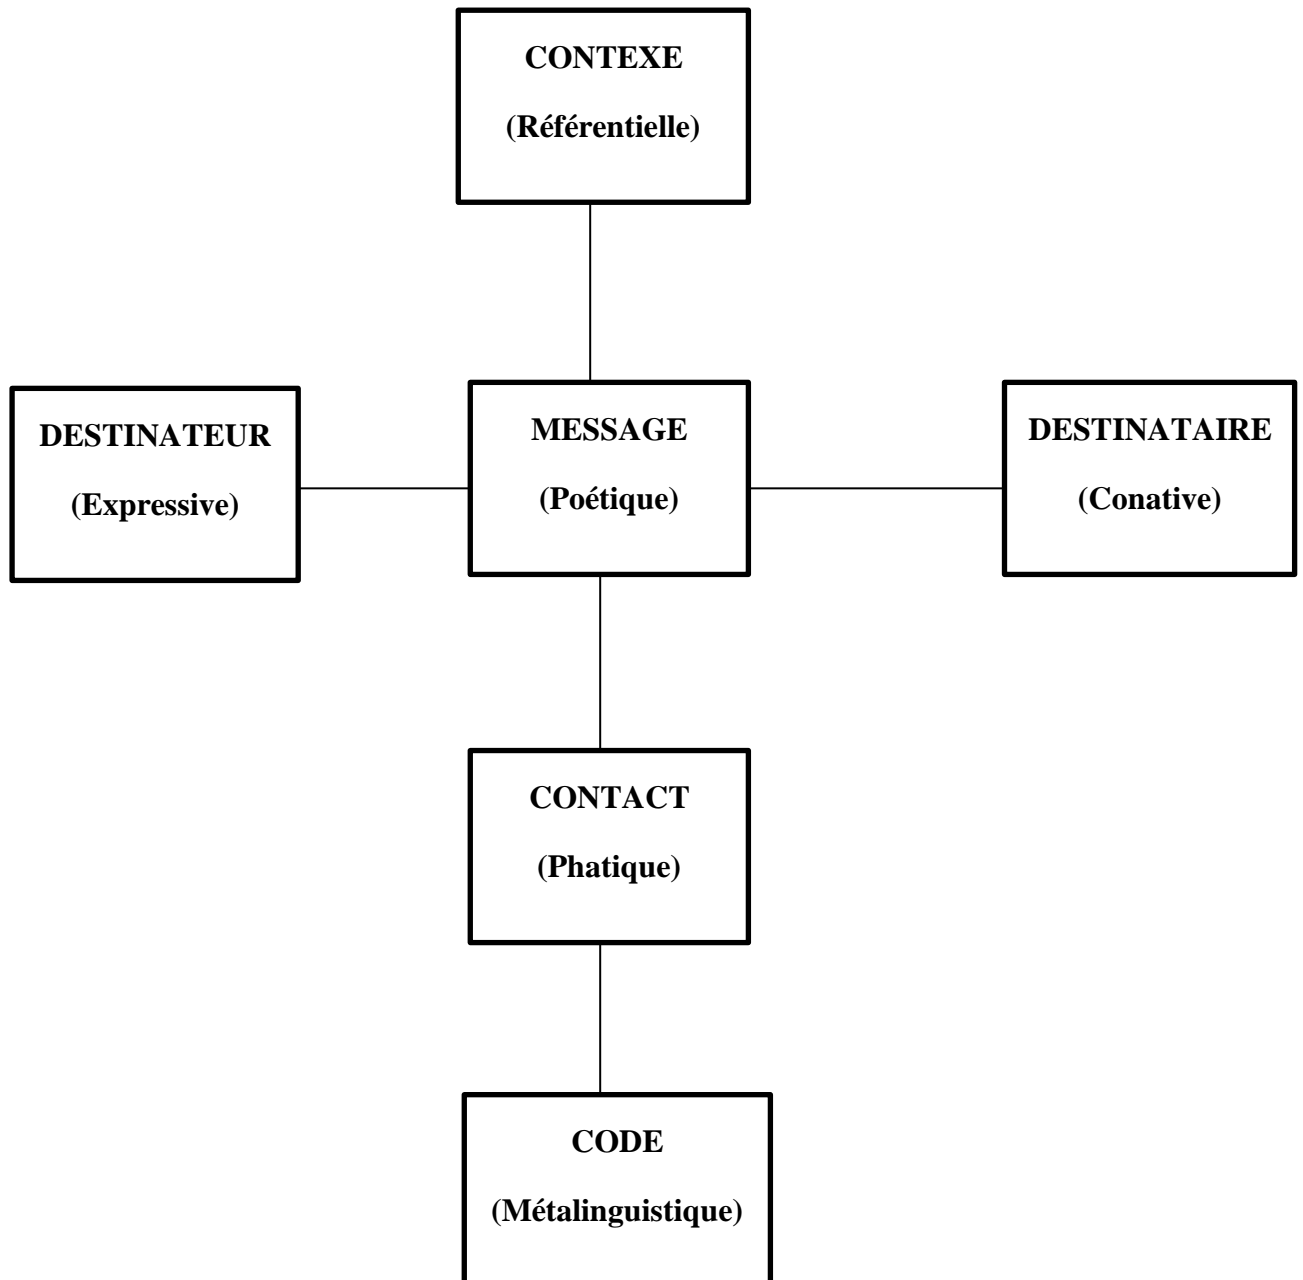 CONTEXE
(Référentielle)
DESTINATEUR
(Expressive)
MESSAGE
(Poétique)
DESTINATAIRE
(Conative)
CONTACT
(Phatique)
CODE
(Métalinguistique)